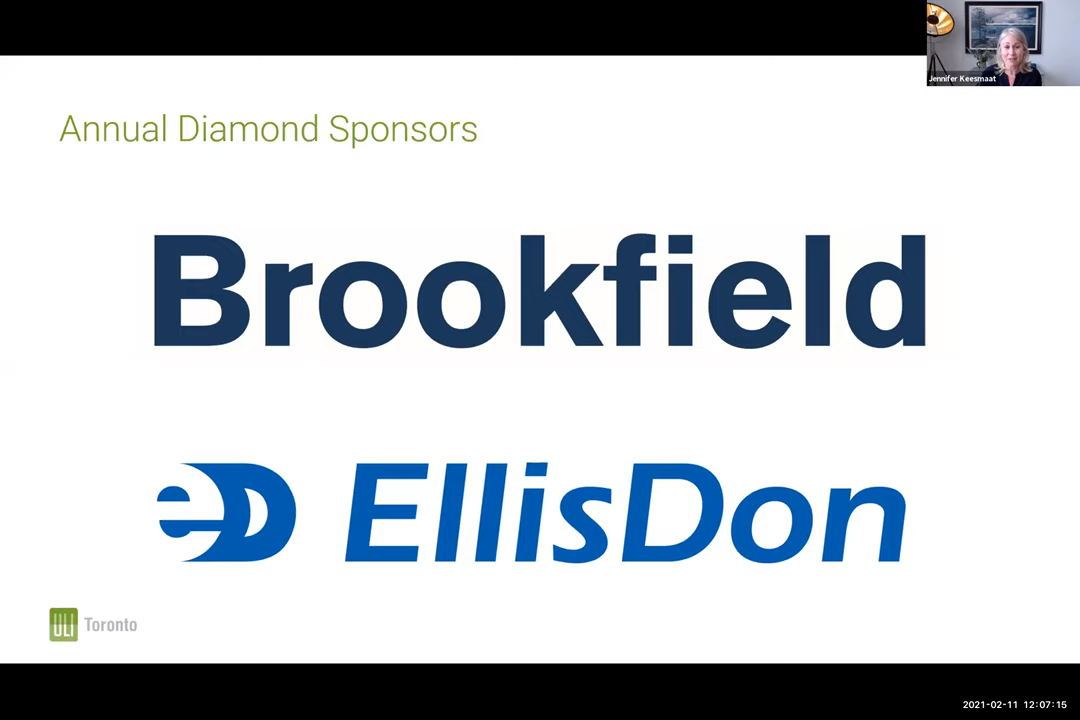 Jennifer Keesmaat
Annual Diamond Sponsors
Brookfield
eD EllisDon
ULI Toronto
2021-02-11 12:07:15